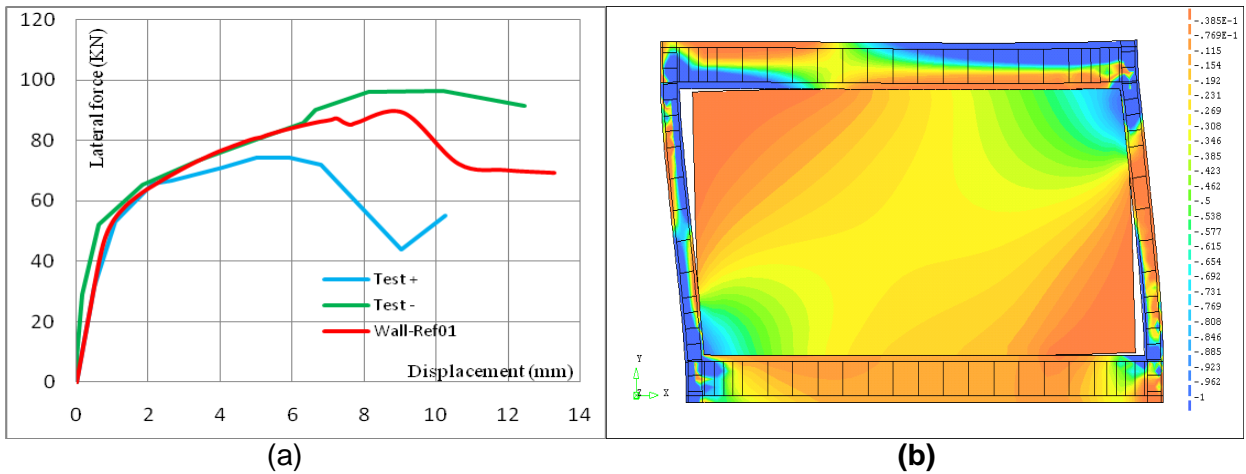 120
100
80
60
40
20
0
Lateral force (KN)
Test +
Test -
Wall-Ref01
Displacement (mm)
0 2 4 6 8 10 12 14
(a)
-.385E-1
-.769E-1
-.115
-.154
-.192
-.231
-.269
-.308
-.346
-.385
-.423
-.462
-.5
-.538
-.577
-.615
-.654
-.692
-.731
-.769
-.808
-.846
-.885
-.923
-.962
-1
Y
Z X
(b)